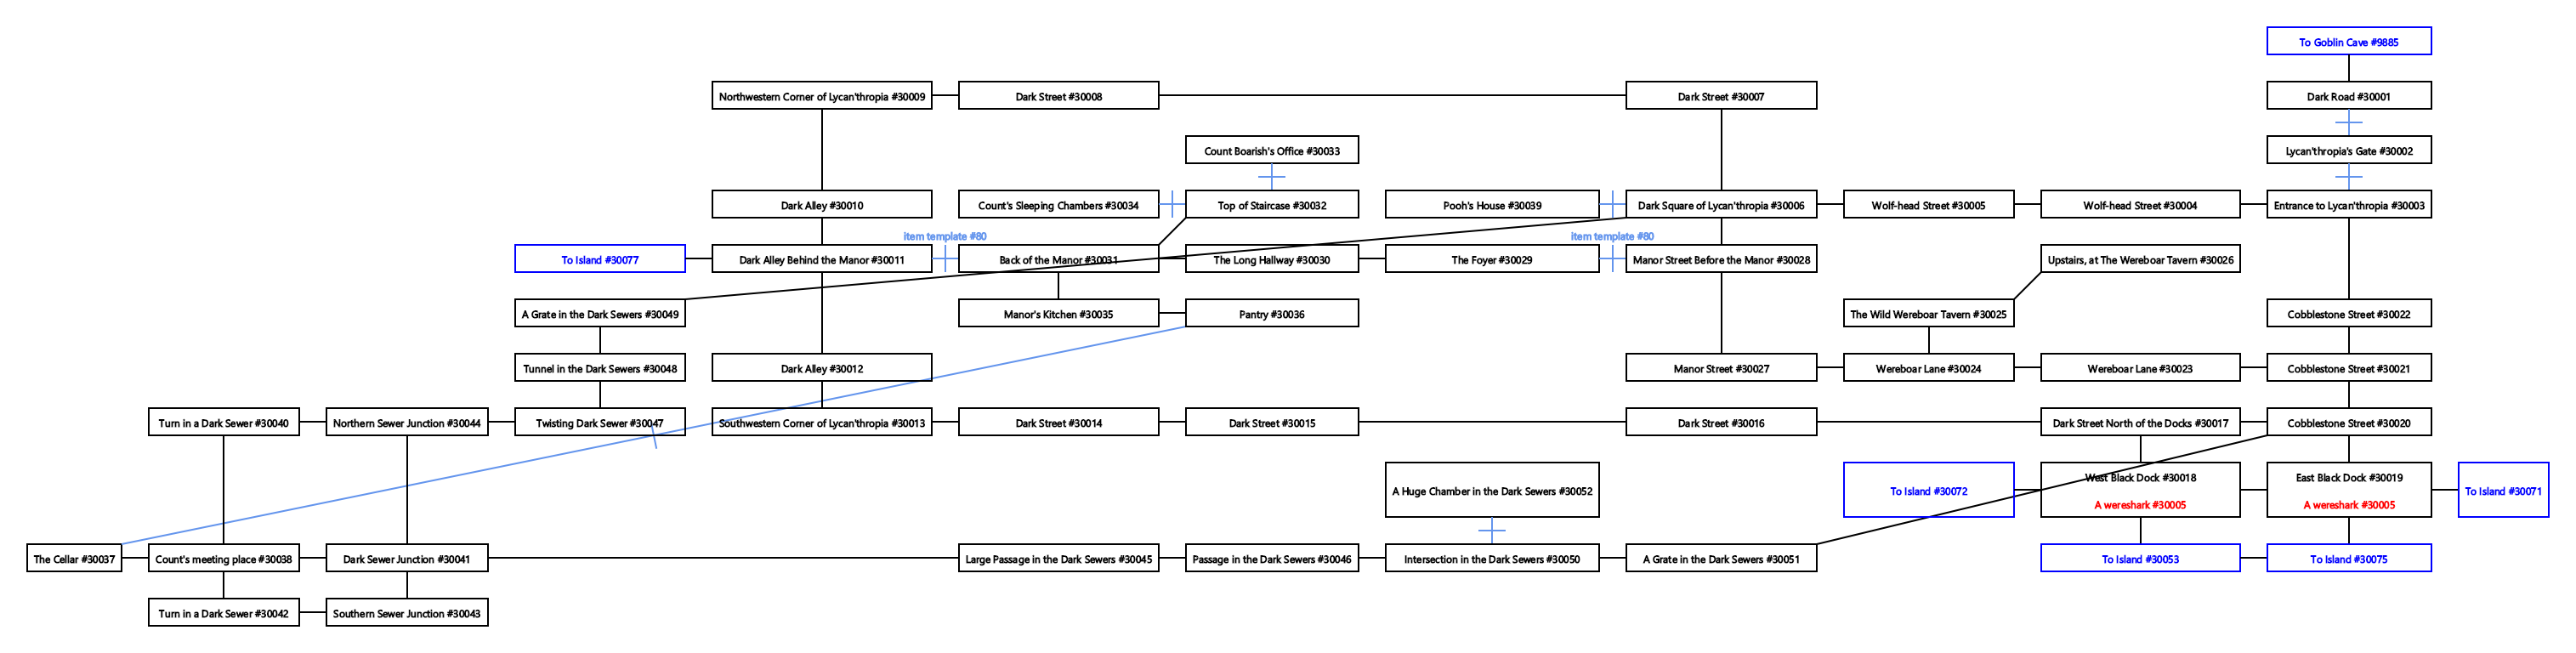 To Goblin Cave #9885
Northwestern Corner of Lycan'thropia #30009
Dark Street #30008
Dark Street #30007
Dark Road #30001
Count Boarish's Office #30033
Lycan'thropia's Gate #30002
Dark Alley #30010
Count's Sleeping Chambers #30034
Top of Staircase #30032
Pooh's House #30039
Dark Square of Lycan'thropia #30006
Wolf-head Street #30005
Wolf-head Street #30004
Entrance to Lycan'thropia #30003
item template #80
item template #80
To Island #30077
Dark Alley Behind the Manor #30011
Back of the Manor #30031
The Long Hallway #30030
The Foyer #30029
Manor Street Before the Manor #30028
Upstairs, at The Wereboar Tavern #30026
A Grate in the Dark Sewers #30049
Manor's Kitchen #30035
Pantry #30036
The Wild Wereboar Tavern #30025
Cobblestone Street #30022
Tunnel in the Dark Sewers #30048
Dark Alley #30012
Manor Street #30027
Wereboar Lane #30024
Wereboar Lane #30023
Cobblestone Street #30021
Turn in a Dark Sewer #30040
Northern Sewer Junction #30044
Twisting Dark Sewer #30047
Southwestern Corner of Lycan'thropia #30013
Dark Street #30014
Dark Street #30015
Dark Street #30016
Dark Street North of the Docks #30017
Cobblestone Street #30020
A Huge Chamber in the Dark Sewers #30052
To Island #30072
West Black Dock #30018
A wereshark #30005
East Black Dock #30019
A wereshark #30005
To Island #30071
The Cellar #30037
Count's meeting place #30038
Dark Sewer Junction #30041
Large Passage in the Dark Sewers #30045
Passage in the Dark Sewers #30046
Intersection in the Dark Sewers #30050
A Grate in the Dark Sewers #30051
To Island #30053
To Island #30075
Turn in a Dark Sewer #30042
Southern Sewer Junction #30043